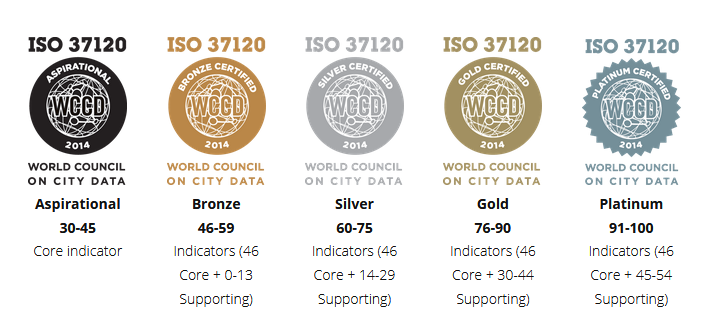 ISO 37120
ASPIRATIONAL
WCCD
2014
WORLD COUNCIL
ON CITY DATA
Aspirational
30-45
Core indicator
ISO 37120
BRONZE CERTIFIED
WCCD
2014
WORLD COUNCIL
ON CITY DATA
Bronze
46-59
Indicators (46
Core + 0-13
Supporting)
ISO 37120
SILVER CERTIFIED
WCCD
2014
WORLD COUNCIL
ON CITY DATA
Silver
60-75
Indicators (46
Core + 14-29
Supporting)
ISO 37120
GOLD CERTIFIED
WCCD
2014
WORLD COUNCIL
ON CITY DATA
Gold
76-90
Indicators (46
Core + 30-44
Supporting)
ISO 37120
PLATINUM CERTIFIED
WCCD
2014
WORLD COUNCIL
ON CITY DATA
Platinum
91-100
Indicators (46
Core + 45-54
Supporting)